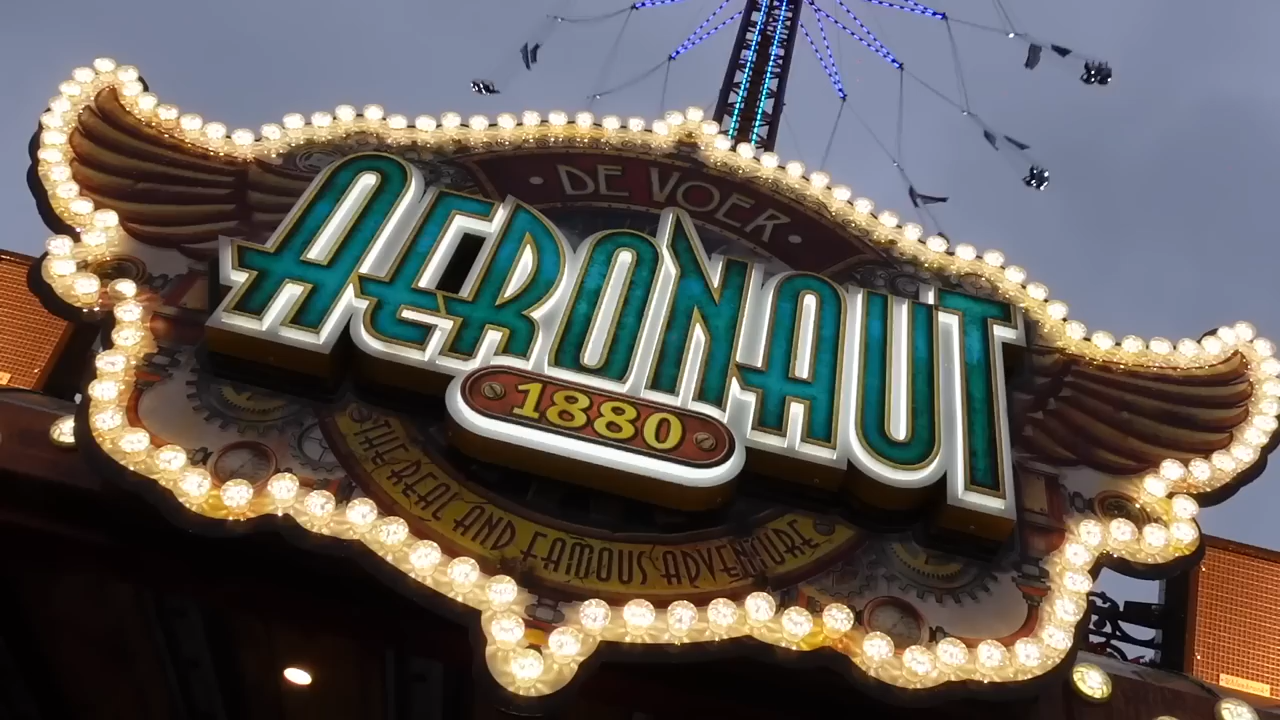 DE VOER
AERONAUT
1880
THE REAL AND FAMOUS ADVENTURE